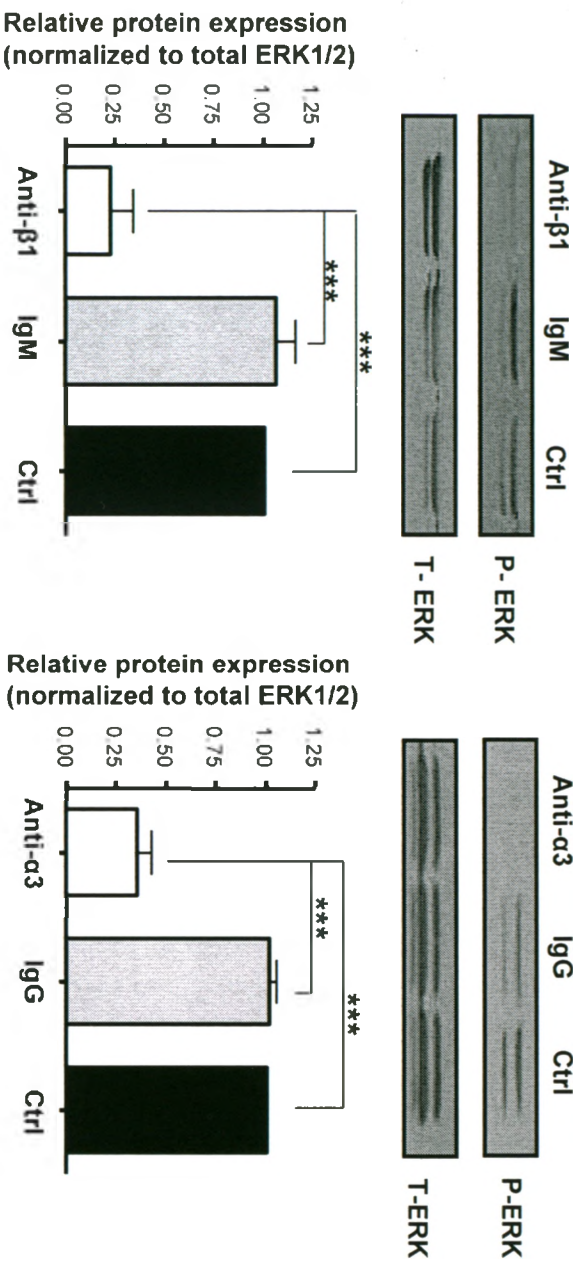 Relative protein expression
(normalized to total ERK1/2)
0.00
0.25
0.50
0.75
1.00
1.25
Anti-β1
IgM
Ctrl
***
***
Anti-β1
IgM
Ctrl
P- ERK
T- ERK
Relative protein expression
(normalized to total ERK1/2)
0.00
0.25
0.50
0.75
1.00
1.25
Anti-α3
IgG
Ctrl
***
***
Anti-α3
IgG
Ctrl
P-ERK
T-ERK